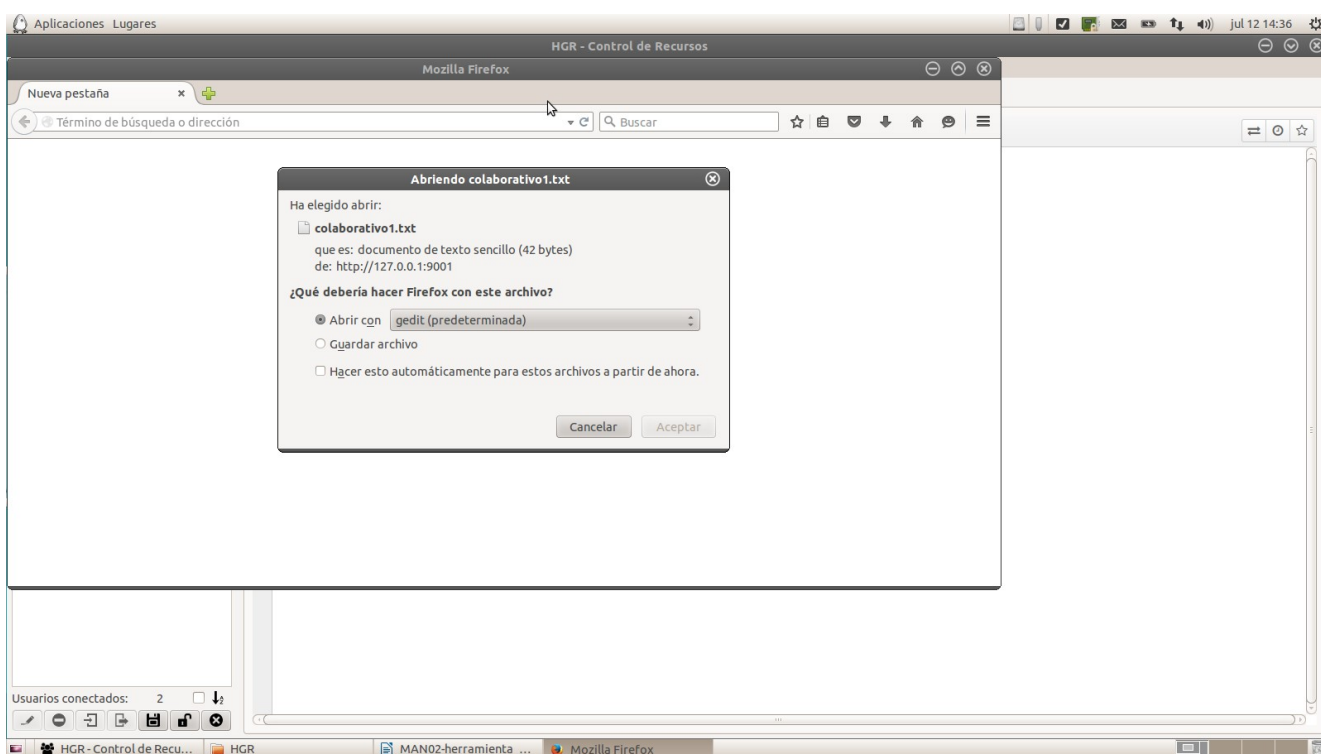 Aplicaciones Lugares
jul 12 14:36
HGR - Control de Recursos
Mozilla Firefox
Nueva pestaña
Término de búsqueda o dirección
Buscar
Abriendo colaborativo1.txt
Ha elegido abrir:
colaborativo1.txt
que es: documento de texto sencillo (42 bytes)
de: http://127.0.0.1:9001
¿Qué debería hacer Firefox con este archivo?
Abrir con gedit (predeterminada)
Guardar archivo
Hacer esto automáticamente para estos archivos a partir de ahora.
Cancelar Aceptar
Usuarios conectados: 2
HGR - Control de Recu... HGR MAN02-herramienta ... Mozilla Firefox